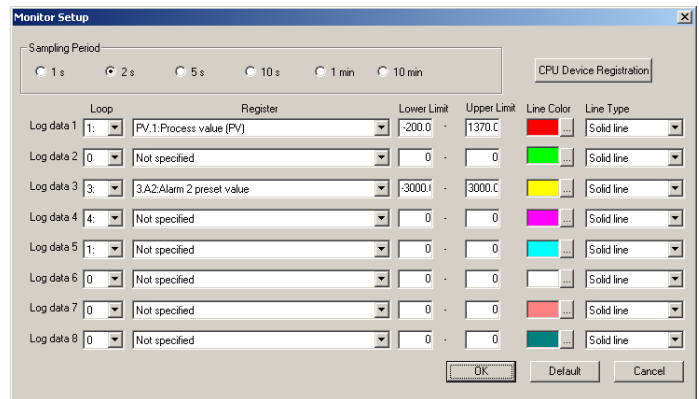 Monitor Setup
Sampling Period
1 s 2 s 5 s 10 s 1 min 10 min
CPU Device Registration
Loop Register Lower Limit Upper Limit Line Color Line Type
Log data 1 1: PV.1:Process value (PV) -200.0 - 1370.0 ... Solid line
Log data 2 0 Not specified 0 - 0 ... Solid line
Log data 3 3: 3.A2:Alarm 2 preset value -3000. - 3000.0 ... Solid line
Log data 4 4: Not specified 0 - 0 ... Solid line
Log data 5 1: Not specified 0 - 0 ... Solid line
Log data 6 0 Not specified 0 - 0 ... Solid line
Log data 7 0 Not specified 0 - 0 ... Solid line
Log data 8 0 Not specified 0 - 0 ... Solid line
OK Default Cancel